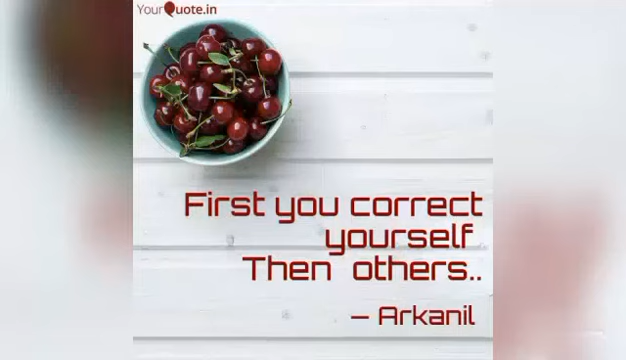 YourQuote.in
First you correct
yourself
Then others..
— Arkanil